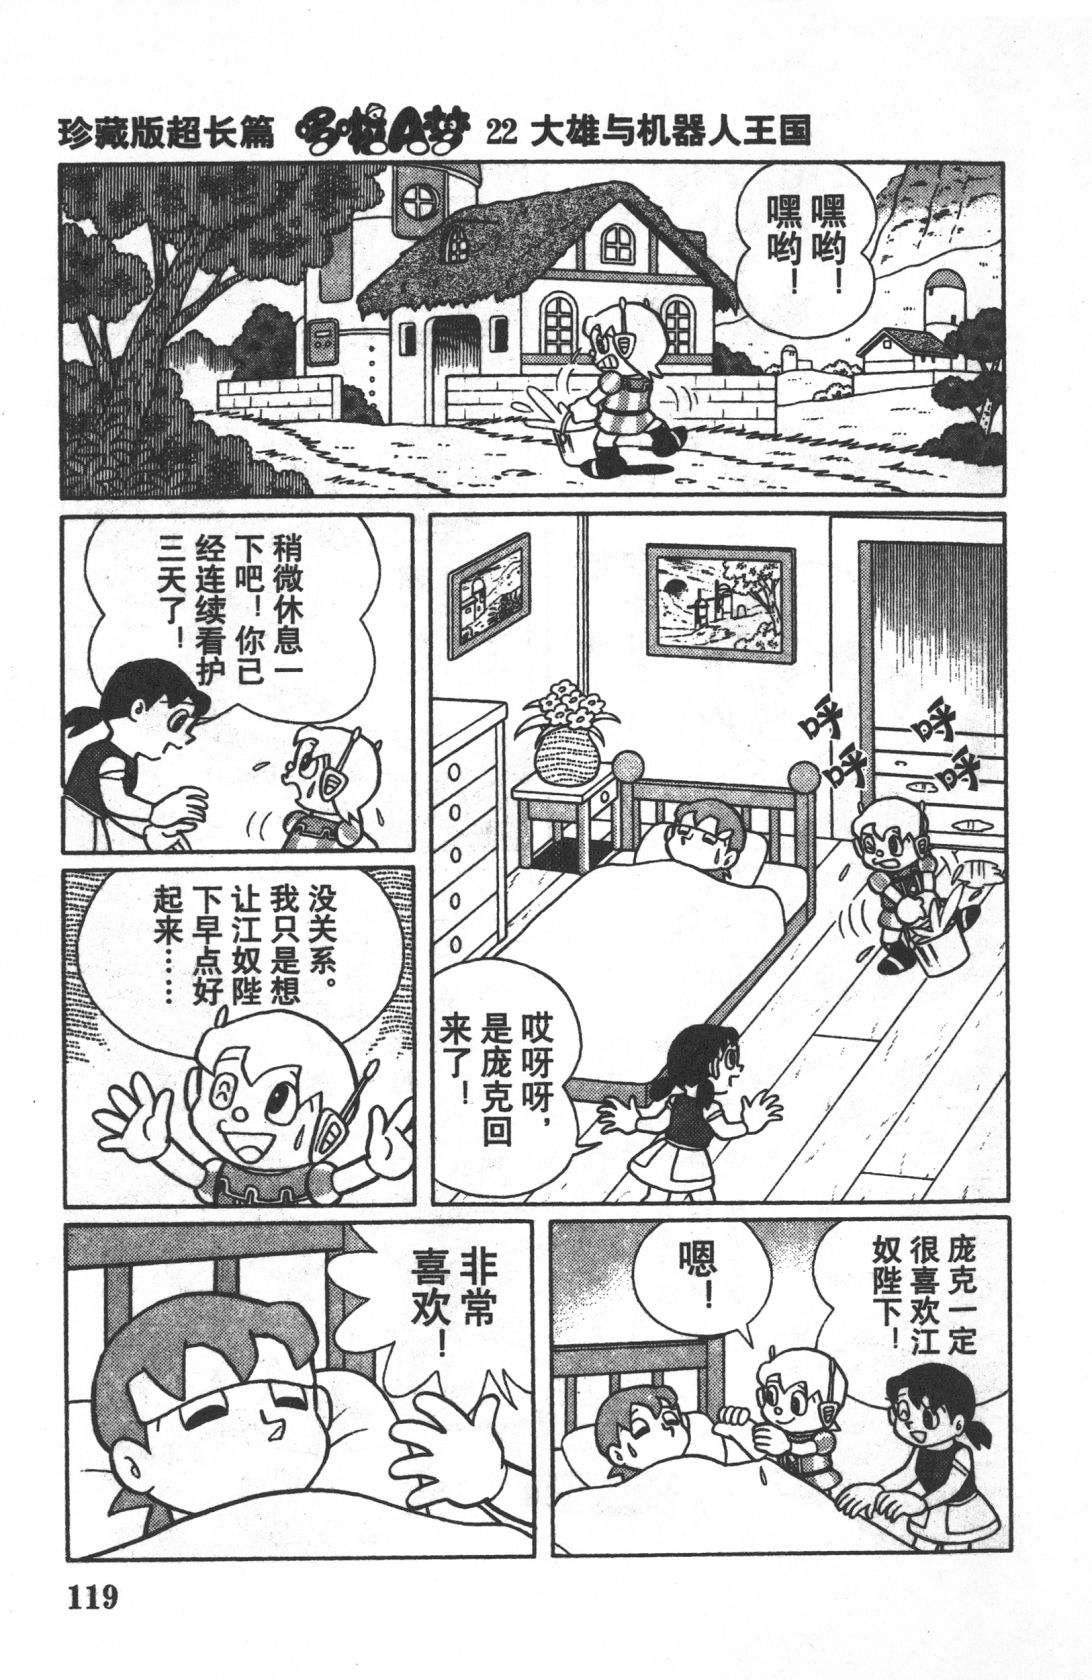 珍藏版超长篇 哆啦A梦 22 大雄与机器人王国
嘿哟！
嘿哟！
稍微休息一
下吧！你已
经连续看护
三天了！
呼
呼
呼
呼
哎呀呀，
是庞克回
来了！
没关系。
我只是想
让江奴陛
下早点好
起来……
非常
喜欢！
嗯！
庞克一定
很喜欢江
奴陛下！
119